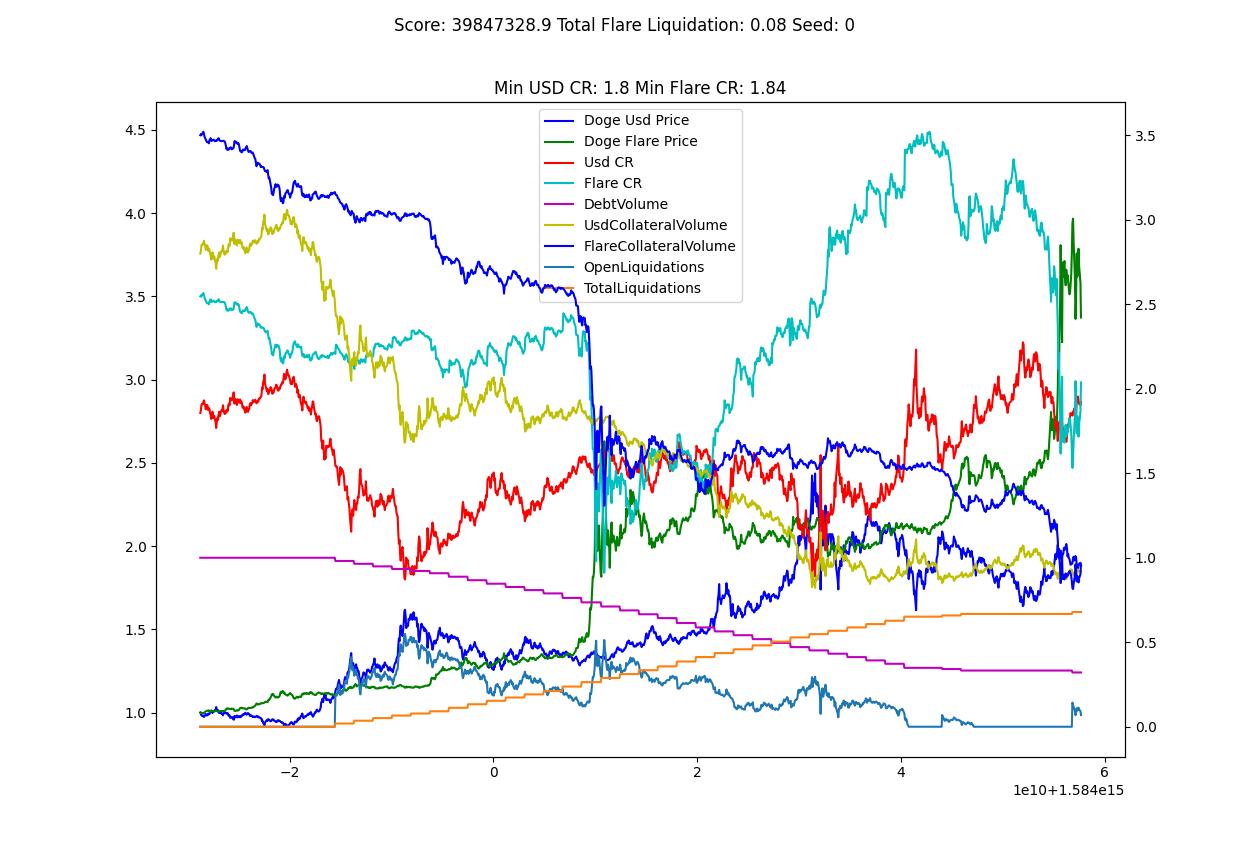 Score: 39847328.9 Total Flare Liquidation: 0.08 Seed: 0
Min USD CR: 1.8 Min Flare CR: 1.84
Doge Usd Price
Doge Flare Price
Usd CR
Flare CR
DebtVolume
UsdCollateralVolume
FlareCollateralVolume
OpenLiquidations
TotalLiquidations
4.5
4.0
3.5
3.0
2.5
2.0
1.5
1.0
3.5
3.0
2.5
2.0
1.5
1.0
0.5
0.0
−2 0 2 4 6
1e10+1.584e15